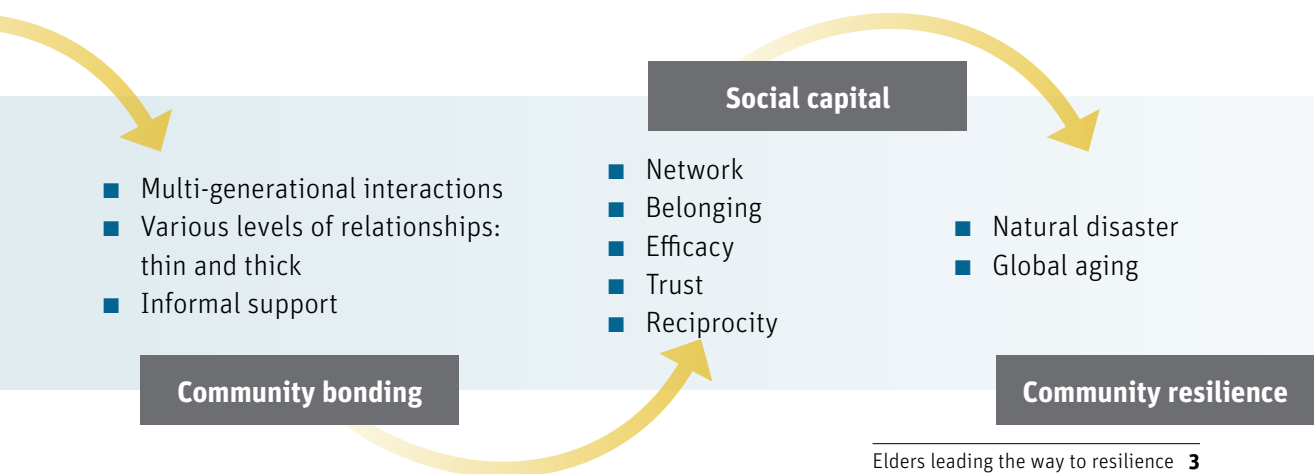 Multi-generational interactions
Various levels of relationships:
thin and thick
Informal support
Community bonding
Social capital
Network
Belonging
Efficacy
Trust
Reciprocity
Natural disaster
Global aging
Community resilience
Elders leading the way to resilience 3